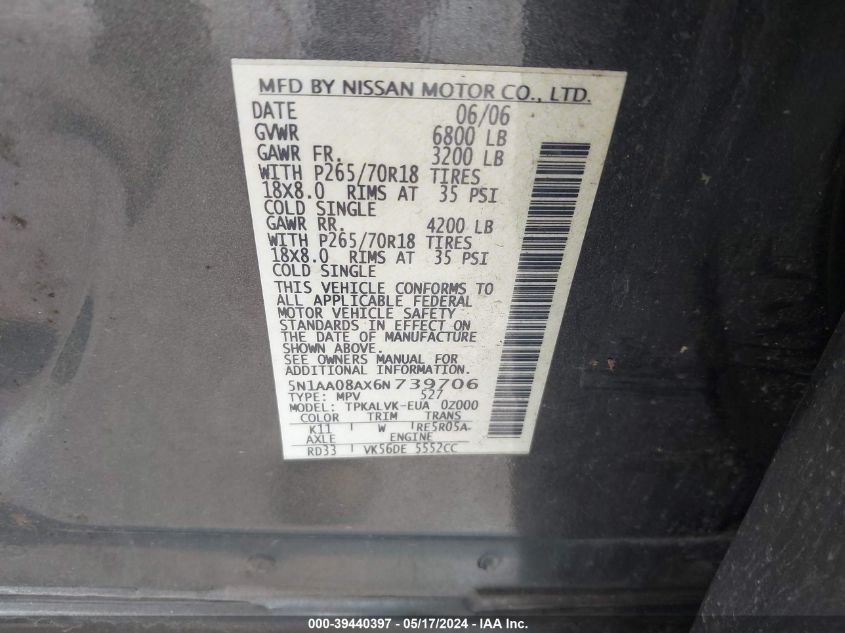 MFD BY NISSAN MOTOR CO., LTD.
DATE 06/06
GVWR 6800 LB
GAWR FR. 3200 LB
WITH P265/70R18 TIRES
18X8.0 RIMS AT 35 PSI
COLD SINGLE
GAWR RR. 4200 LB
WITH P265/70R18 TIRES
18X8.0 RIMS AT 35 PSI
COLD SINGLE
THIS VEHICLE CONFORMS TO
ALL APPLICABLE FEDERAL
MOTOR VEHICLE SAFETY
STANDARDS IN EFFECT ON
THE DATE OF MANUFACTURE
SHOWN ABOVE.
SEE OWNERS MANUAL FOR
ADDITIONAL INFORMATION
5N1AA08AX6N739706
TYPE: MPV 527
MODEL: TPKALVK-EUA 0Z000
COLOR TRIM TRANS
K11 W RE5R05A-
AXLE ENGINE
RD33 VK56DE 5552CC
000-39440397 - 05/17/2024 - IAA Inc.